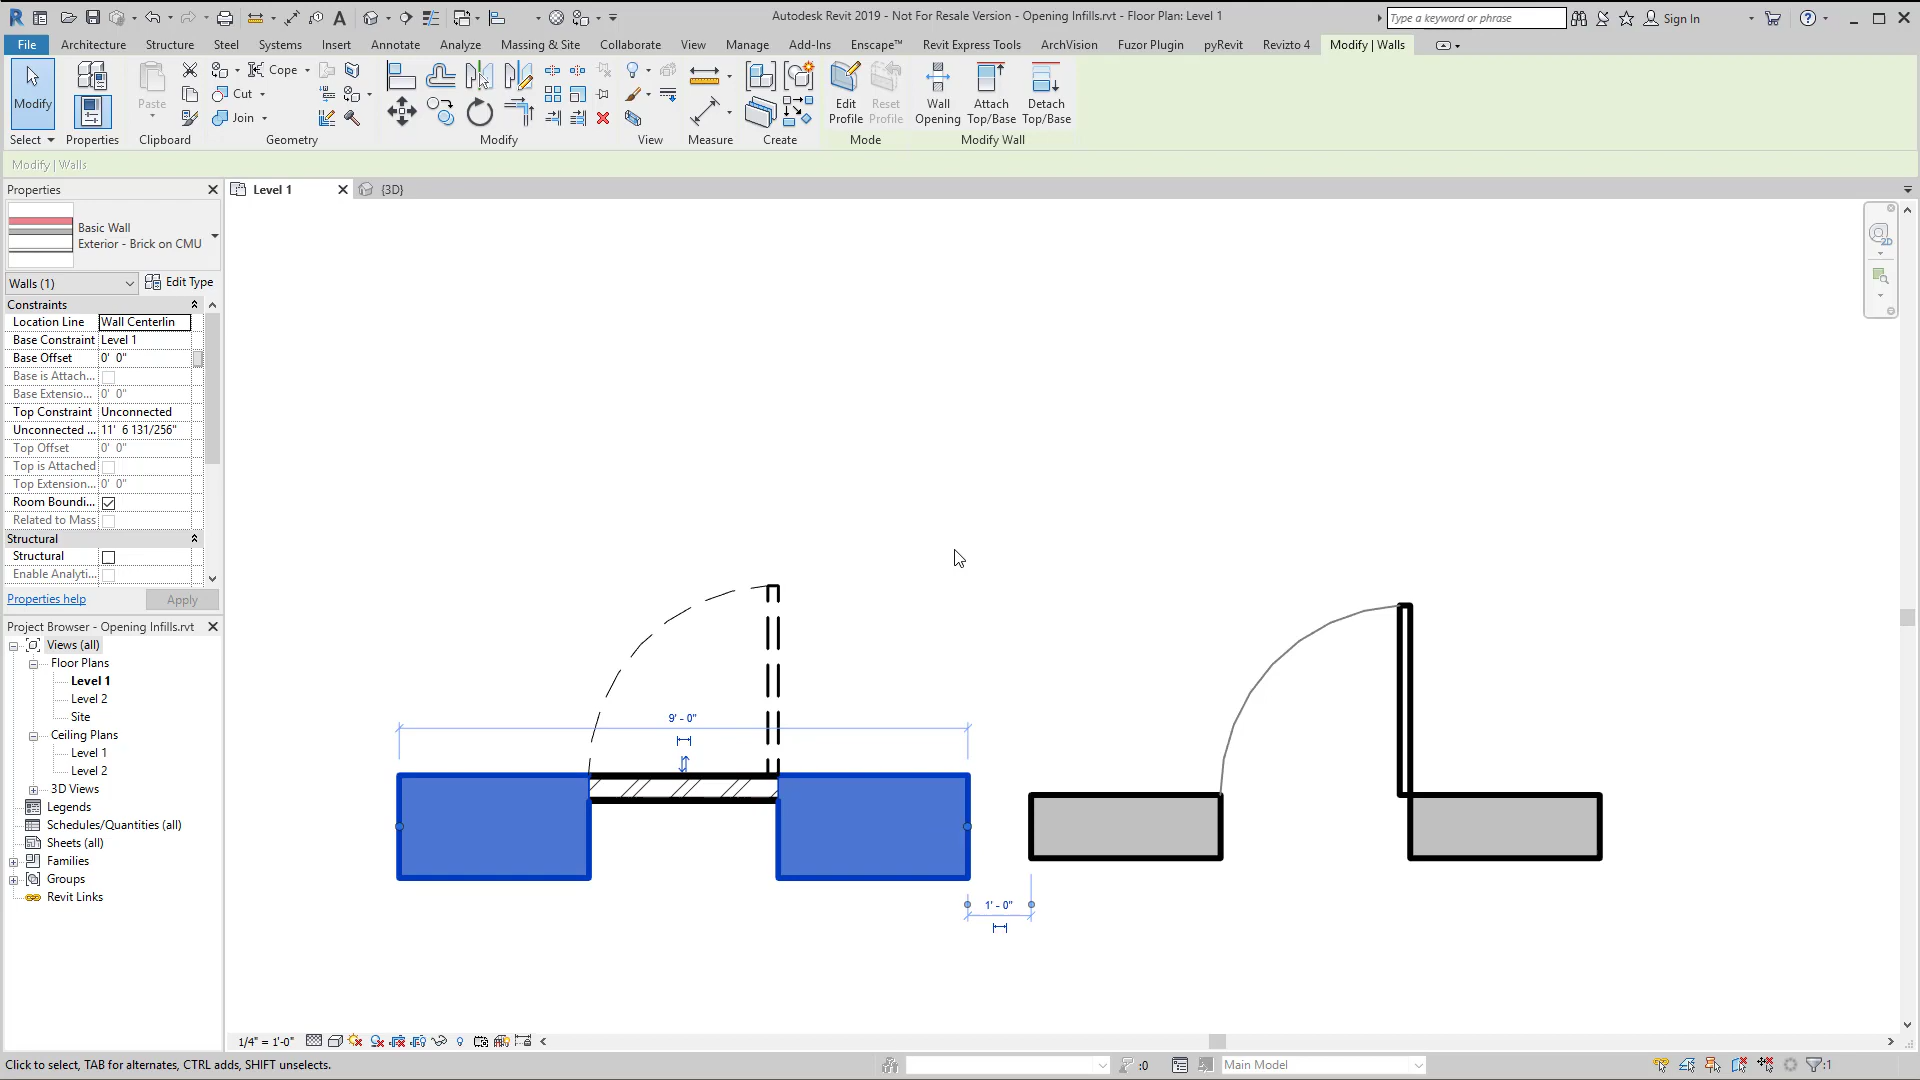 Autodesk Revit 2019 - Not For Resale Version - Opening Infills.rvt - Floor Plan: Level 1
Type a keyword or phrase
Sign In
File Architecture Structure Steel Systems Insert Annotate Analyze Massing & Site Collaborate View Manage Add-Ins Enscape™ Revit Express Tools ArchVision Fuzor Plugin pyRevit Revizto 4 Modify | Walls
Modify
Paste
Cope
Cut
Join
Edit Profile
Reset Profile
Wall Opening
Attach Top/Base
Detach Top/Base
Select Properties Clipboard Geometry Modify View Measure Create Mode Modify Wall
Modify | Walls
Properties
Level 1
{3D}
Basic Wall
Exterior - Brick on CMU
Walls (1)
Edit Type
Constraints
Location Line Wall Centerlin
Base Constraint Level 1
Base Offset 0' 0"
Base is Attach...
Base Extensio... 0' 0"
Top Constraint Unconnected
Unconnected ... 11' 6 131/256"
Top Offset 0' 0"
Top is Attached
Top Extension... 0' 0"
Room Boundi...
Related to Mass
Structural
Structural
Enable Analyti...
Properties help
Apply
Project Browser - Opening Infills.rvt
Views (all)
Floor Plans
Level 1
Level 2
Site
Ceiling Plans
Level 1
Level 2
3D Views
Legends
Schedules/Quantities (all)
Sheets (all)
Families
Groups
Revit Links
9' - 0"
1' - 0"
2D
1/4" = 1'-0"
Click to select, TAB for alternates, CTRL adds, SHIFT unselects.
:0
Main Model
:1